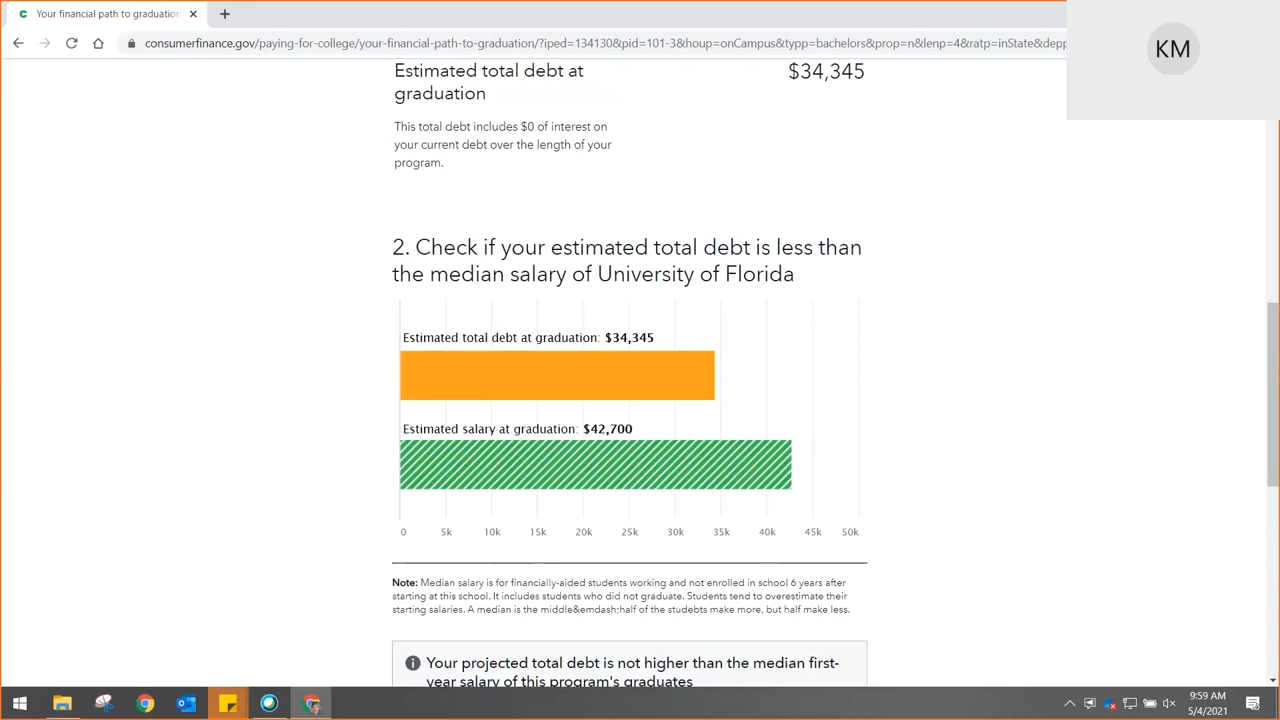 Your financial path to graduation
KM
consumerfinance.gov/paying-for-college/your-financial-path-to-graduation/?iped=134130&pid=101-3&houp=onCampus&typp=bachelors&prop=n&lenp=4&ratp=inState&depp
Estimated total debt at
graduation
$34,345
This total debt includes $0 of interest on
your current debt over the length of your
program.
2. Check if your estimated total debt is less than
the median salary of University of Florida
Estimated total debt at graduation: $34,345
Estimated salary at graduation: $42,700
0 5k 10k 15k 20k 25k 30k 35k 40k 45k 50k
Note: Median salary is for financially-aided students working and not enrolled in school 6 years after
starting at this school. It includes students who did not graduate. Students tend to overestimate their
starting salaries. A median is the middle&emdash;half of the studebts make more, but half make less.
Your projected total debt is not higher than the median first-
year salary of this program's graduates
9:59 AM
5/4/2021